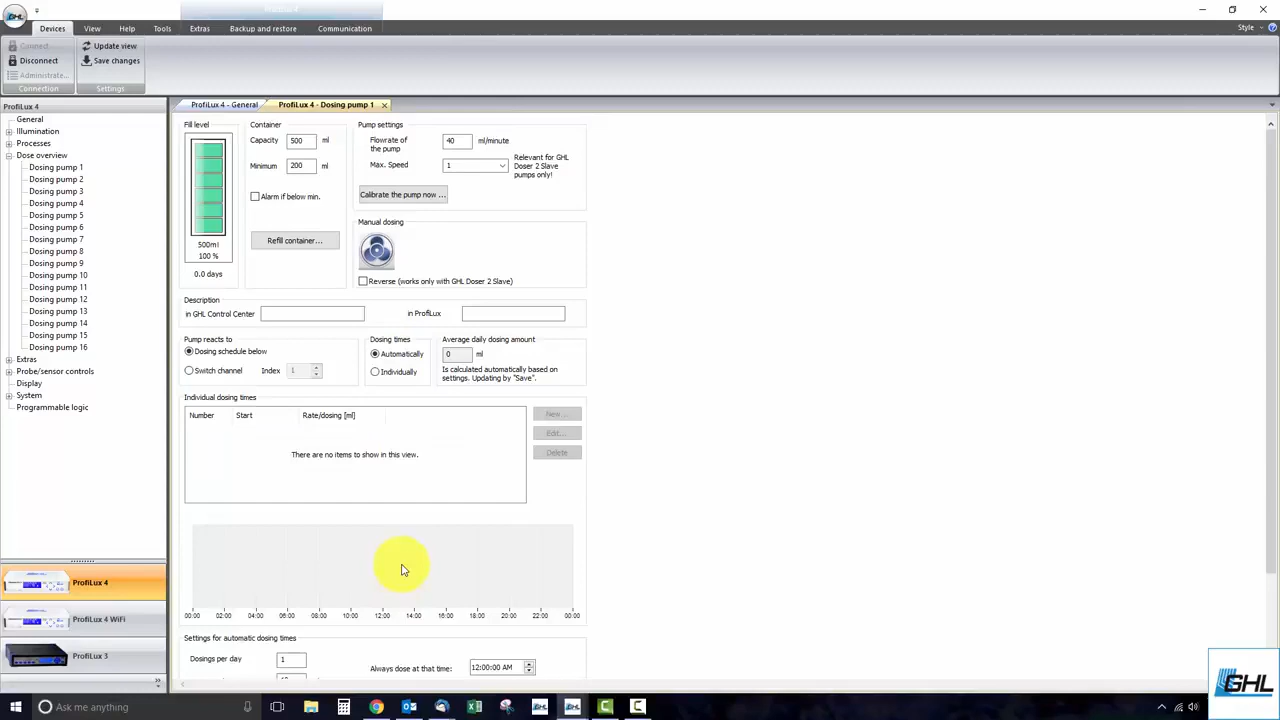 GHL
ProfiLux 4
Devices View Help Tools Extras Backup and restore Communication
Style
Connect...
Disconnect
Administrate...
Connection
Update view
Save changes
Settings
ProfiLux 4
General
Illumination
Processes
Dose overview
Dosing pump 1
Dosing pump 2
Dosing pump 3
Dosing pump 4
Dosing pump 5
Dosing pump 6
Dosing pump 7
Dosing pump 8
Dosing pump 9
Dosing pump 10
Dosing pump 11
Dosing pump 12
Dosing pump 13
Dosing pump 14
Dosing pump 15
Dosing pump 16
Extras
Probe/sensor controls
Display
System
Programmable logic
ProfiLux 4
ProfiLux 4 WiFi
ProfiLux 3
ProfiLux 4 - General
ProfiLux 4 - Dosing pump 1
Fill level
500ml
100 %
0.0 days
Container
Capacity 500 ml
Minimum 200 ml
Alarm if below min.
Refill container...
Pump settings
Flowrate of
the pump
40 ml/minute
Max. Speed 1
Relevant for GHL
Doser 2 Slave
pumps only!
Calibrate the pump now ...
Manual dosing
Reverse (works only with GHL Doser 2 Slave)
Description
in GHL Control Center
in ProfiLux
Pump reacts to
Dosing schedule below
Switch channel Index 1
Dosing times
Automatically
Individually
Average daily dosing amount
0 ml
Is calculated automatically based on
settings. Updating by "Save".
Individual dosing times
Number Start Rate/dosing [ml]
There are no items to show in this view.
New...
Edit...
Delete
00:00 02:00 04:00 06:00 08:00 10:00 12:00 14:00 16:00 18:00 20:00 22:00 00:00
Settings for automatic dosing times
Dosings per day 1
Always dose at that time: 12:00:00 AM
GHL
Ask me anything